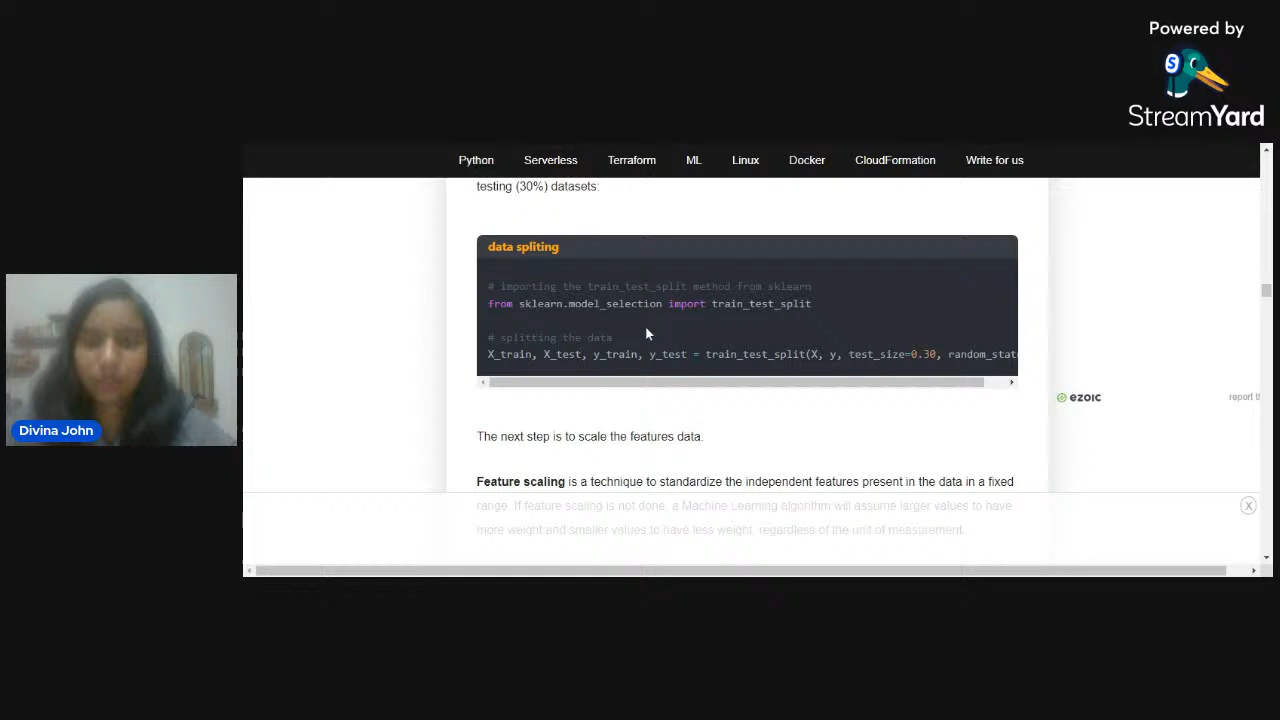 Powered by
S
StreamYard
Python Serverless Terraform ML Linux Docker CloudFormation Write for us
testing (30%) datasets:
data spliting
# importing the train_test_split method from sklearn
from sklearn.model_selection import train_test_split
# splitting the data
X_train, X_test, y_train, y_test = train_test_split(X, y, test_size=0.30, random_stat
ezoic
report th
Divina John
The next step is to scale the features data.
Feature scaling is a technique to standardize the independent features present in the data in a fixed
range. If feature scaling is not done, a Machine Learning algorithm will assume larger values to have
more weight and smaller values to have less weight, regardless of the unit of measurement.
X